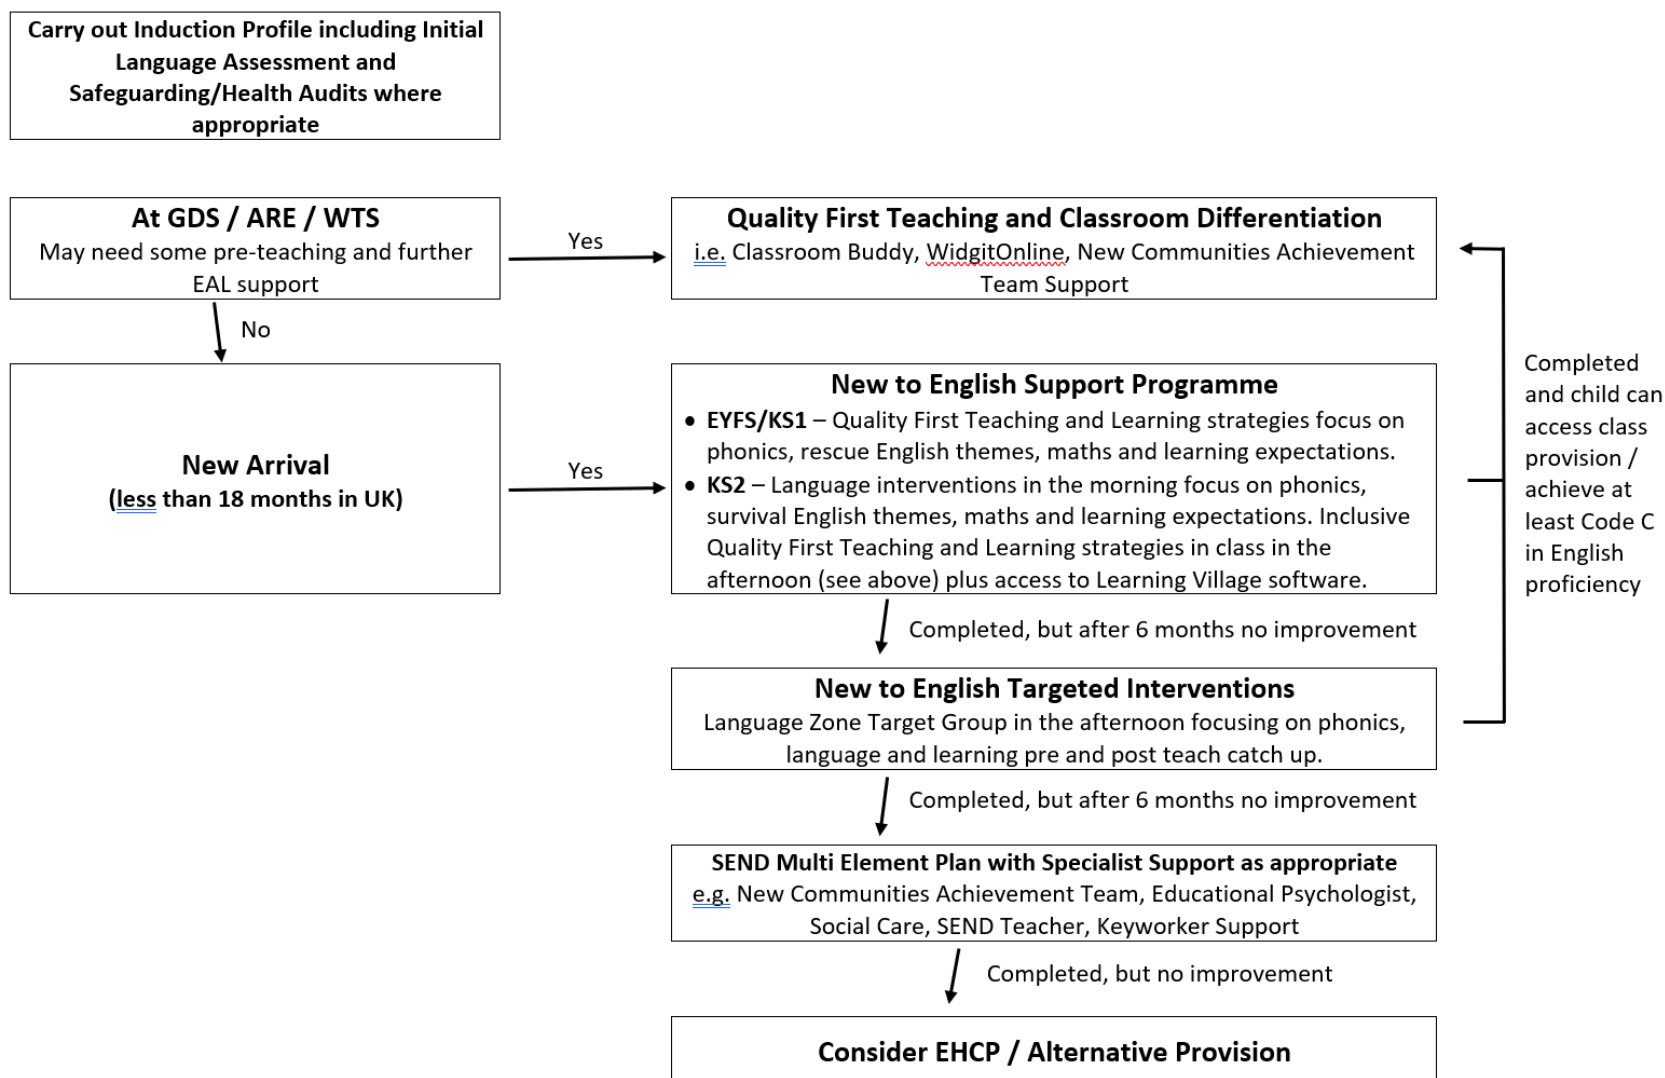 Carry out Induction Profile including Initial
Language Assessment and
Safeguarding/Health Audits where
appropriate
At GDS / ARE / WTS
May need some pre-teaching and further
EAL support
Yes
Quality First Teaching and Classroom Differentiation
i.e. Classroom Buddy, WidgitOnline, New Communities Achievement
Team Support
No
New Arrival
(less than 18 months in UK)
Yes
New to English Support Programme
• EYFS/KS1 – Quality First Teaching and Learning strategies focus on
phonics, rescue English themes, maths and learning expectations.
• KS2 – Language interventions in the morning focus on phonics,
survival English themes, maths and learning expectations. Inclusive
Quality First Teaching and Learning strategies in class in the
afternoon (see above) plus access to Learning Village software.
Completed
and child can
access class
provision /
achieve at
least Code C
in English
proficiency
Completed, but after 6 months no improvement
New to English Targeted Interventions
Language Zone Target Group in the afternoon focusing on phonics,
language and learning pre and post teach catch up.
Completed, but after 6 months no improvement
SEND Multi Element Plan with Specialist Support as appropriate
e.g. New Communities Achievement Team, Educational Psychologist,
Social Care, SEND Teacher, Keyworker Support
Completed, but no improvement
Consider EHCP / Alternative Provision